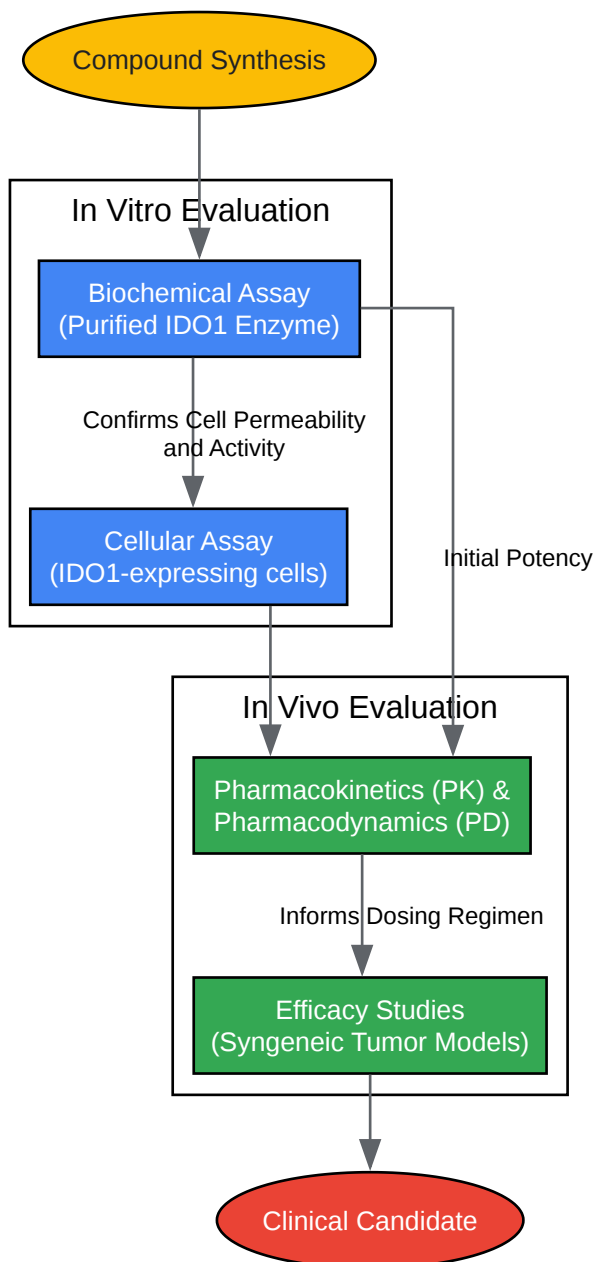 Compound Synthesis
In Vitro Evaluation
Biochemical Assay
(Purified IDO1 Enzyme)
Confirms Cell Permeability
and Activity
Cellular Assay
(IDO1-expressing cells)
Initial Potency
In Vivo Evaluation
Pharmacokinetics (PK) &
Pharmacodynamics (PD)
Informs Dosing Regimen
Efficacy Studies
(Syngeneic Tumor Models)
Clinical Candidate